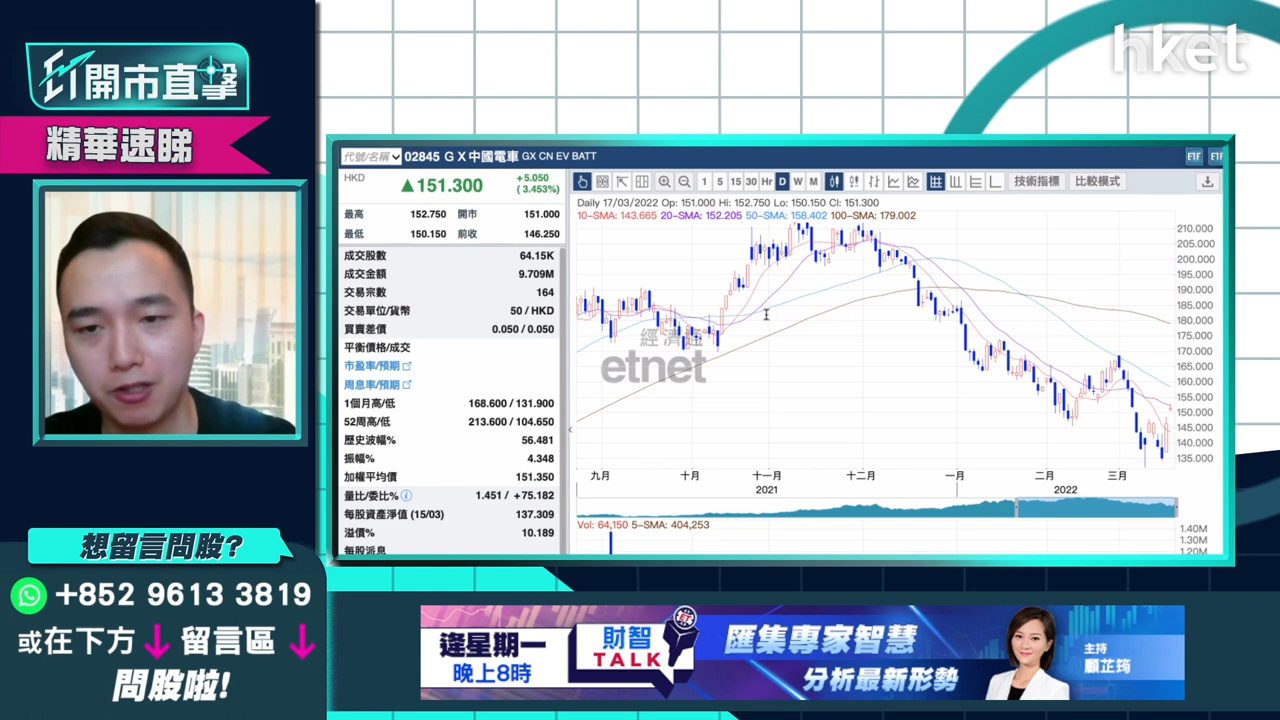 hket
ET開市直擊
精華速睇
代號/名稱
02845 G X 中國電車 GX CN EV BATT
ETF
ETF
HKD
▲151.300
+5.050
( 3.453%)
最高 152.750 開市 151.000
最低 150.150 前收 146.250
成交股數 64.15K
成交金額 9.709M
交易宗數 164
交易單位/貨幣 50 / HKD
買賣差價 0.050 / 0.050
平衡價格/成交
市盈率/預期
周息率/預期
1個月高/低 168.600 / 131.900
52周高/低 213.600 / 104.650
歷史波幅% 56.481
振幅% 4.348
加權平均價 151.350
量比/委比% 1.451 / +75.182
每股資產淨值 (15/03) 137.309
溢價% 10.189
每股派息
1 5 15 30 Hr D W M
技術指標 比較模式
Daily 17/03/2022 Op: 151.000 Hi: 152.750 Lo: 150.150 Cl: 151.300
10-SMA: 143.665 20-SMA: 152.205 50-SMA: 158.402 100-SMA: 179.002
210.000
205.000
200.000
195.000
190.000
185.000
180.000
175.000
170.000
165.000
160.000
155.000
150.000
145.000
140.000
135.000
經濟通
etnet
九月 十月 十一月 十二月 一月 二月 三月
2021 2022
Vol: 64,150 5-SMA: 404,253
1.40M
1.30M
1.20M
想留言問股?
+852 9613 3819
或在下方 留言區
問股啦!
逢星期一
晚上8時
財智
TALK
匯集專家智慧
分析最新形勢
主持
顧芷筠